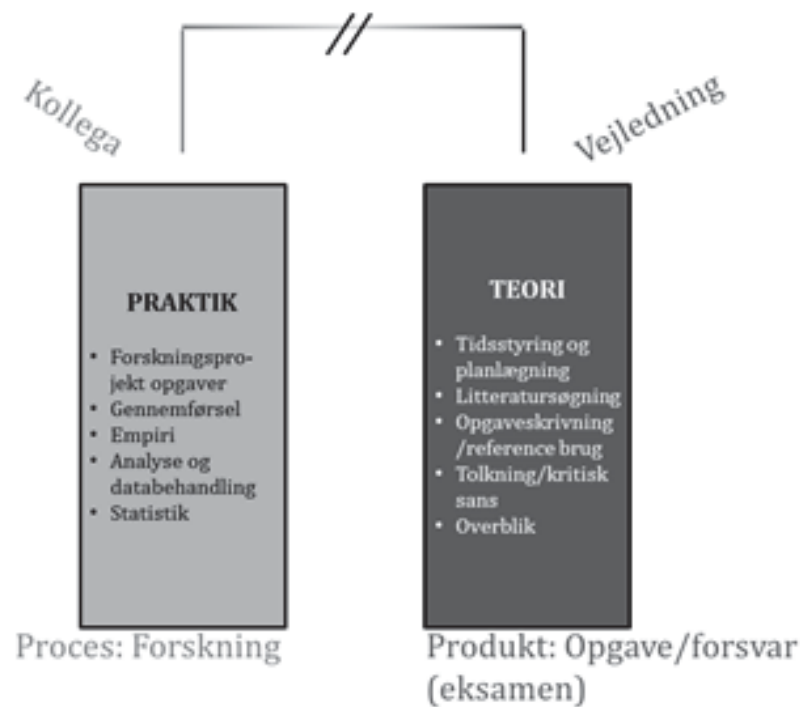 Kollega
Vejledning
PRAKTIK
• Forskningspro-
jekt opgaver
• Gennemførsel
• Empiri
• Analyse og
databehandling
• Statistik
TEORI
• Tidsstyring og
planlægning
• Litteratursøgning
• Opgaveskrivning
/reference brug
• Tolkning/kritisk
sans
• Overblik
Proces: Forskning
Produkt: Opgave/forsvar
(eksamen)